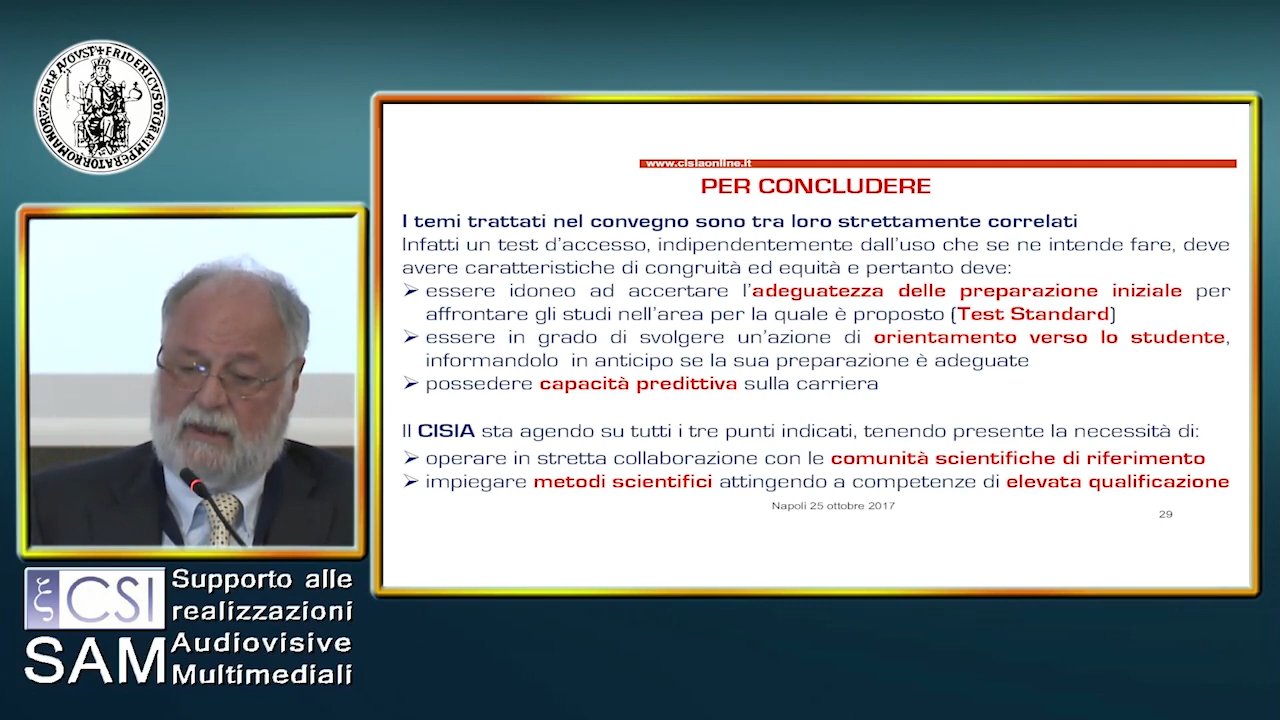 www.cisiaonline.it
PER CONCLUDERE
I temi trattati nel convegno sono tra loro strettamente correlati
Infatti un test d'accesso, indipendentemente dall'uso che se ne intende fare, deve
avere caratteristiche di congruità ed equità e pertanto deve:
➢ essere idoneo ad accertare l'adeguatezza delle preparazione iniziale per
affrontare gli studi nell'area per la quale è proposto (Test Standard)
➢ essere in grado di svolgere un'azione di orientamento verso lo studente,
informandolo in anticipo se la sua preparazione è adeguate
➢ possedere capacità predittiva sulla carriera
Il CISIA sta agendo su tutti i tre punti indicati, tenendo presente la necessità di:
➢ operare in stretta collaborazione con le comunità scientifiche di riferimento
➢ impiegare metodi scientifici attingendo a competenze di elevata qualificazione
Napoli 25 ottobre 2017
29
CSI
SAM
Supporto alle
realizzazioni
Audiovisive
Multimediali